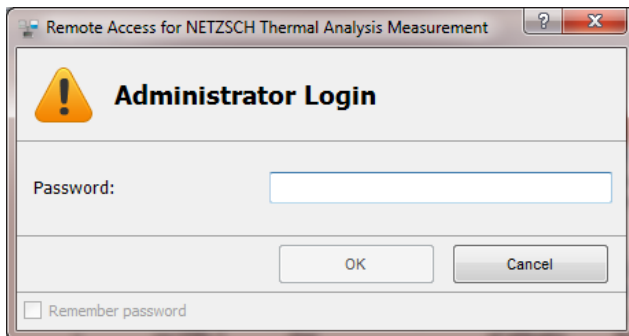 Remote Access for NETZSCH Thermal Analysis Measurement
Administrator Login
Password:
OK
Cancel
Remember password